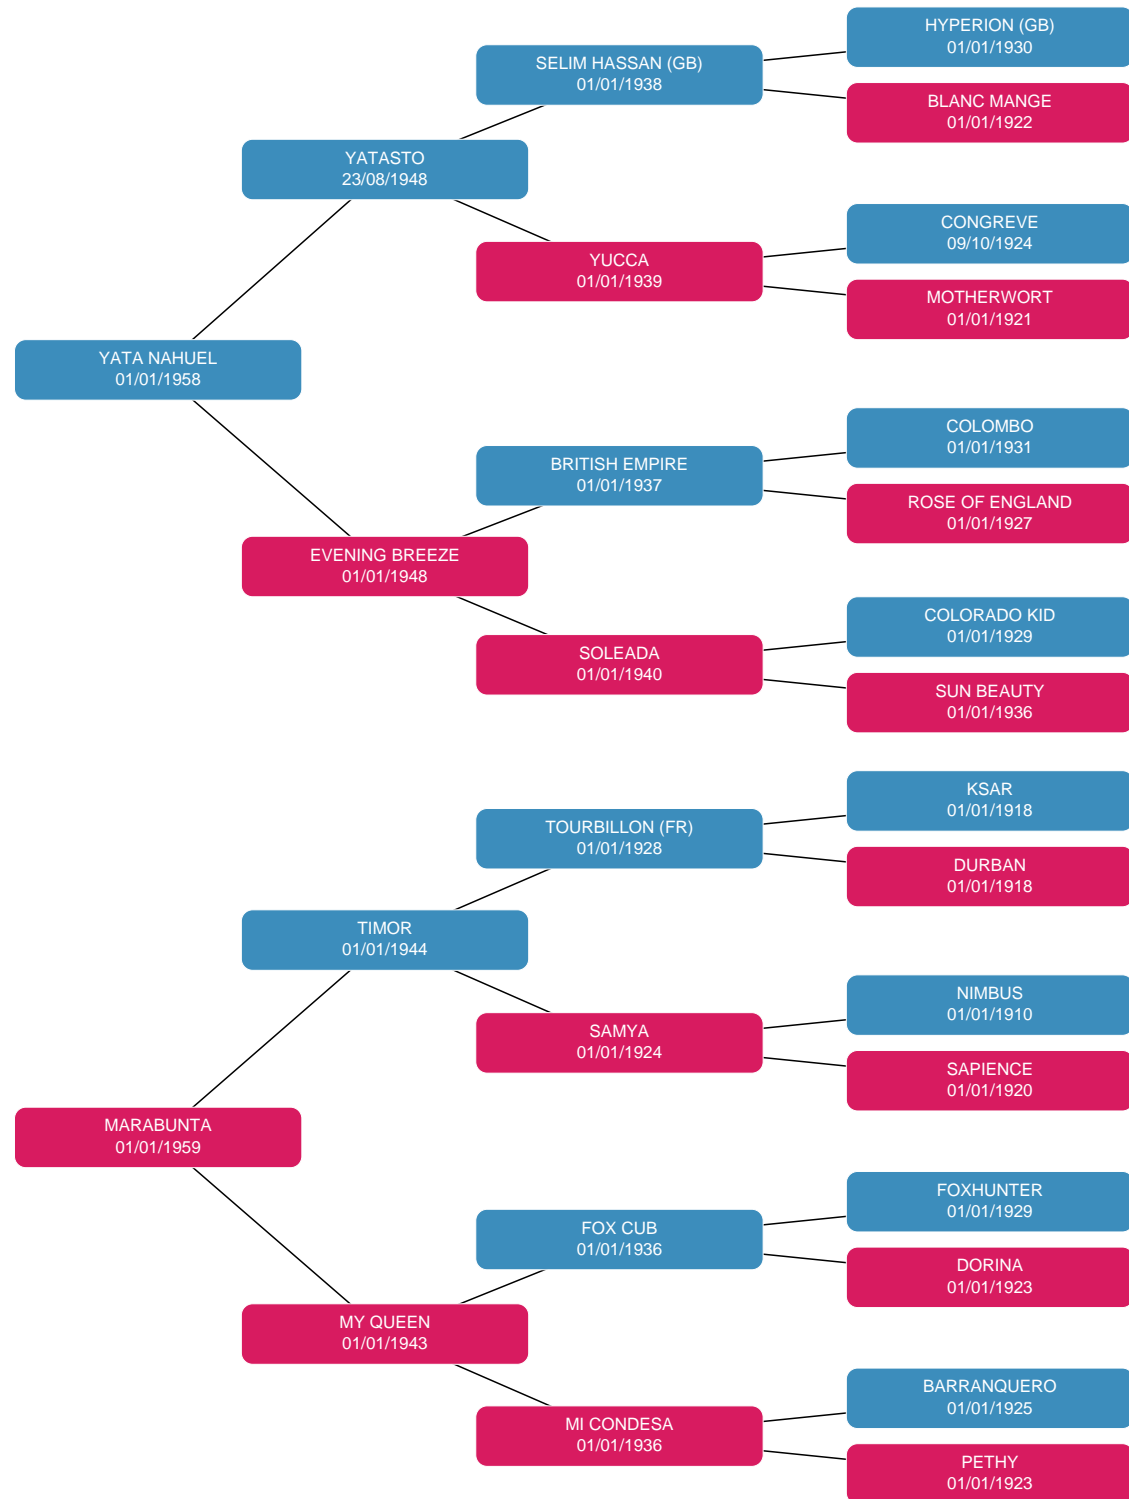 HYPERION (GB)
01/01/1930
SELIM HASSAN (GB)
01/01/1938
BLANC MANGE
01/01/1922
YATASTO
23/08/1948
CONGREVE
09/10/1924
YUCCA
01/01/1939
MOTHERWORT
01/01/1921
YATA NAHUEL
01/01/1958
COLOMBO
01/01/1931
BRITISH EMPIRE
01/01/1937
ROSE OF ENGLAND
01/01/1927
EVENING BREEZE
01/01/1948
COLORADO KID
01/01/1929
SOLEADA
01/01/1940
SUN BEAUTY
01/01/1936
KSAR
01/01/1918
TOURBILLON (FR)
01/01/1928
DURBAN
01/01/1918
TIMOR
01/01/1944
NIMBUS
01/01/1910
SAMYA
01/01/1924
SAPIENCE
01/01/1920
MARABUNTA
01/01/1959
FOXHUNTER
01/01/1929
FOX CUB
01/01/1936
DORINA
01/01/1923
MY QUEEN
01/01/1943
BARRANQUERO
01/01/1925
MI CONDESA
01/01/1936
PETHY
01/01/1923